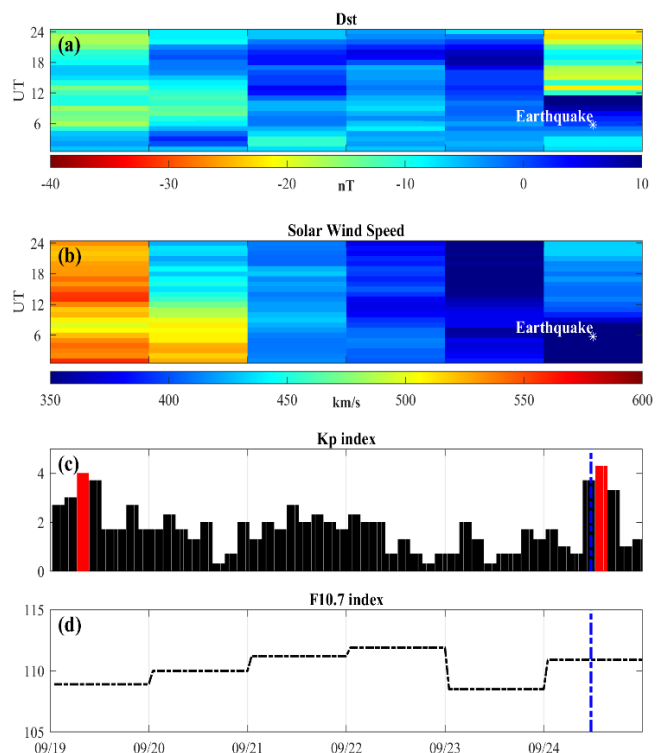 Dst
(a)
24
18
12
6
UT
Earthquake
-40 -30 -20 -10 0 10
nT
Solar Wind Speed
(b)
24
18
12
6
UT
Earthquake
350 400 450 500 550 600
km/s
Kp index
(c)
4
2
0
F10.7 index
(d)
115
110
105
09/19 09/20 09/21 09/22 09/23 09/24